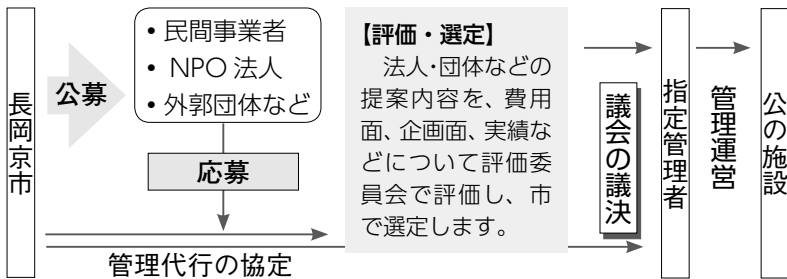 長岡京市
公募
• 民間事業者
• NPO 法人
• 外郭団体など
応募
管理代行の協定
【評価・選定】
法人・団体などの
提案内容を、費用
面、企画面、実績な
どについて評価委
員会で評価し、市
で選定します。
議会の議決
指定管理者
管理運営
公の施設